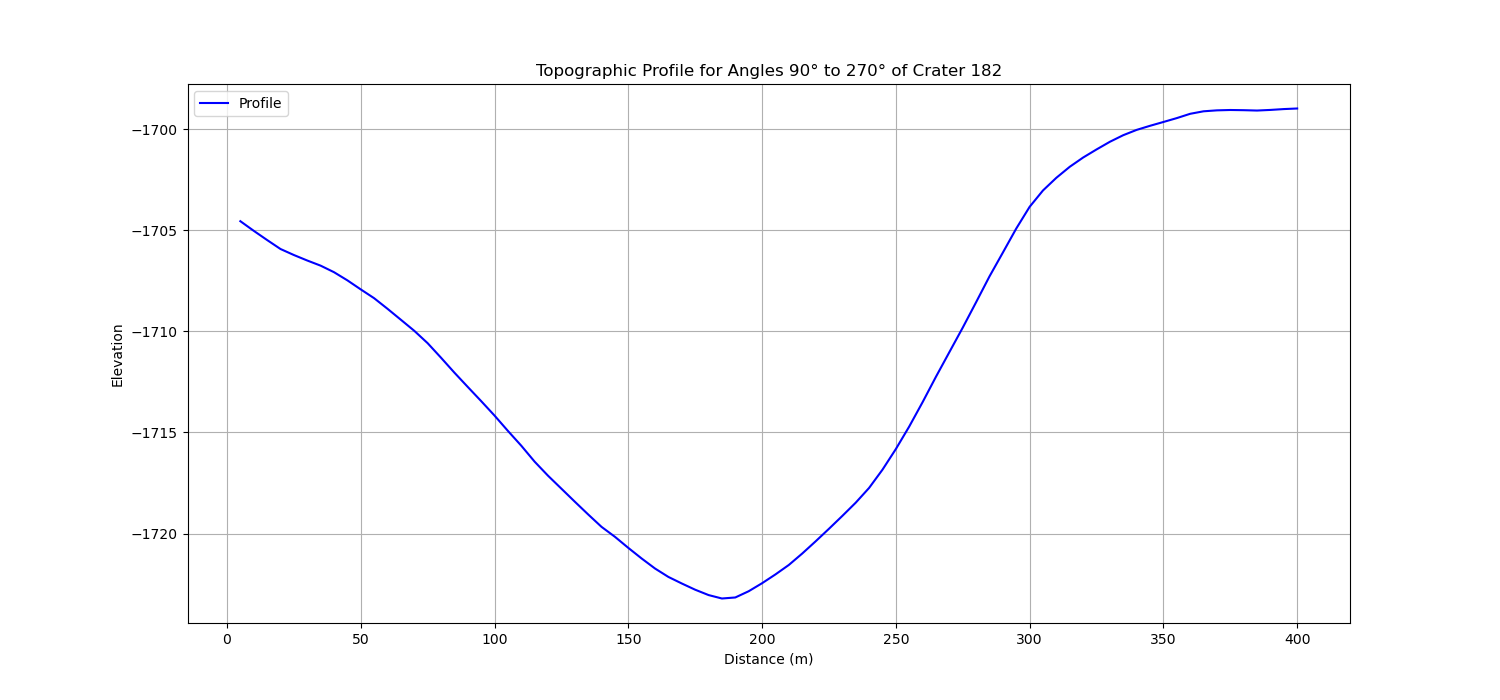 Topographic Profile for Angles 90° to 270° of Crater 182
Profile
−1700
−1705
−1710
−1715
−1720
Elevation
0 50 100 150 200 250 300 350 400
Distance (m)